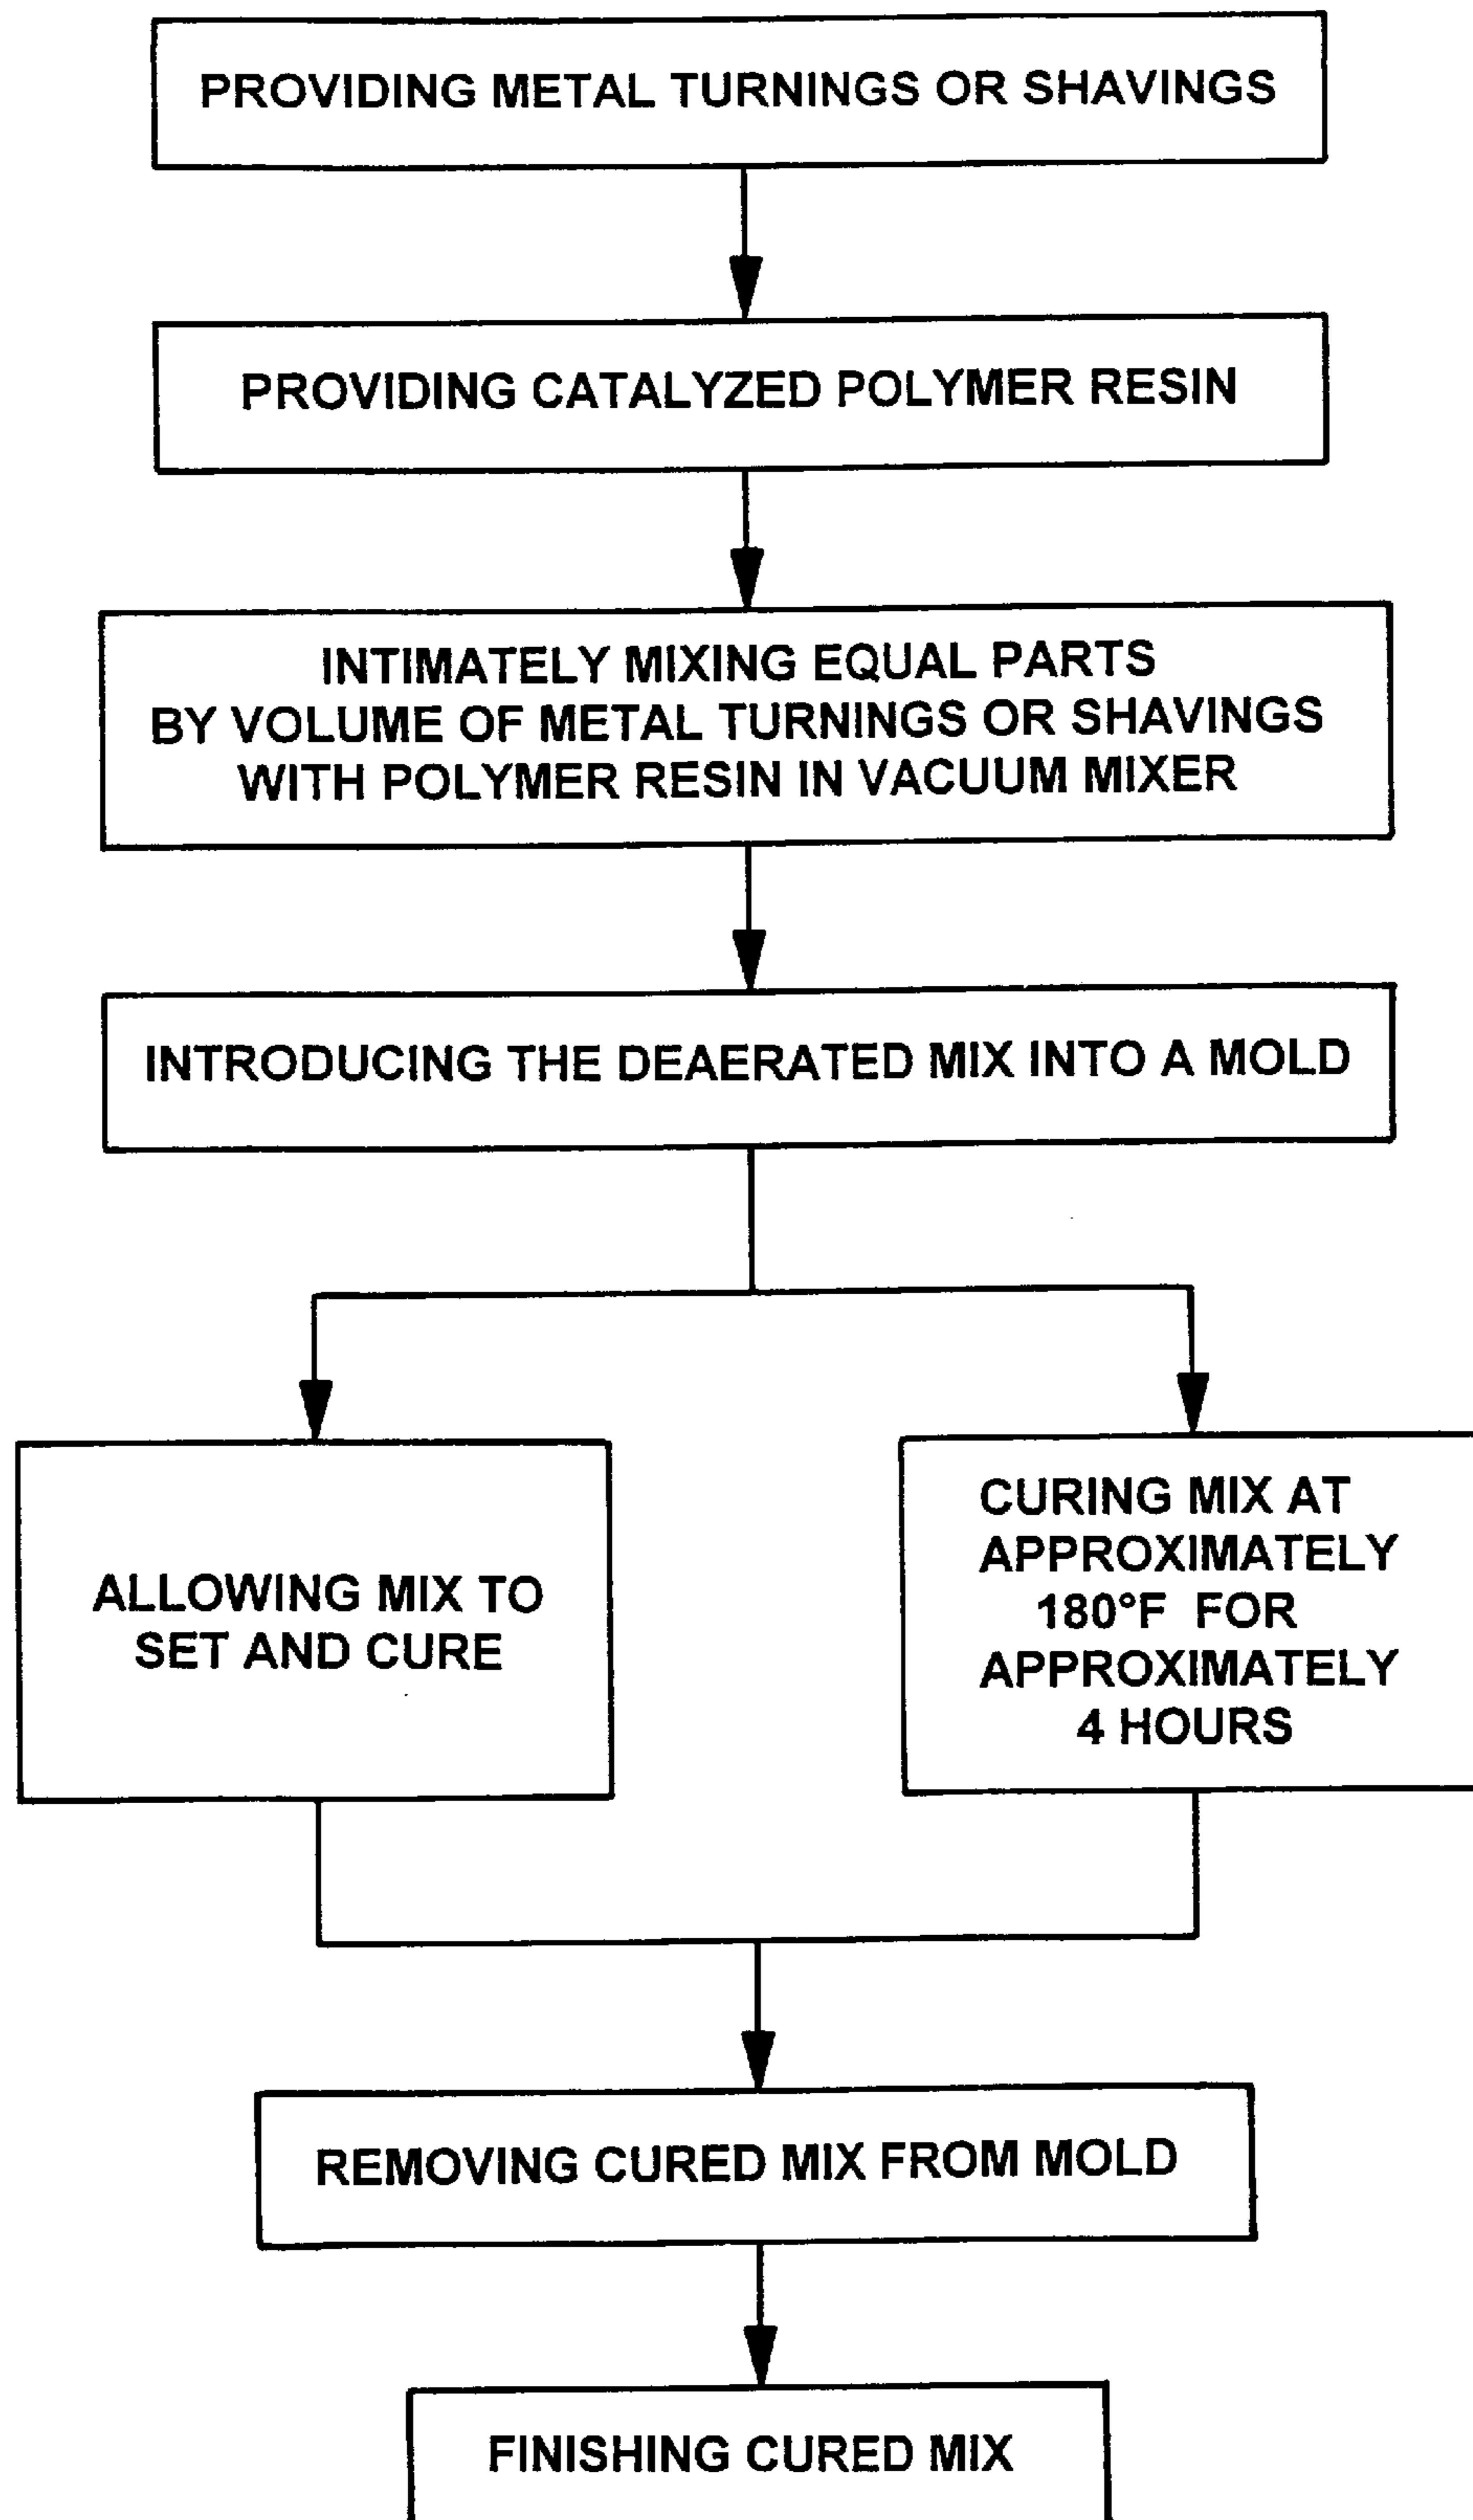 PROVIDING METAL TURNINGS OR SHAVINGS
PROVIDING CATALYZED POLYMER RESIN
INTIMATELY MIXING EQUAL PARTS
BY VOLUME OF METAL TURNINGS OR SHAVINGS
WITH POLYMER RESIN IN VACUUM MIXER
INTRODUCING THE DEAERATED MIX INTO A MOLD
ALLOWING MIX TO
SET AND CURE
CURING MIX AT
APPROXIMATELY
180°F FOR
APPROXIMATELY
4 HOURS
REMOVING CURED MIX FROM MOLD
FINISHING CURED MIX